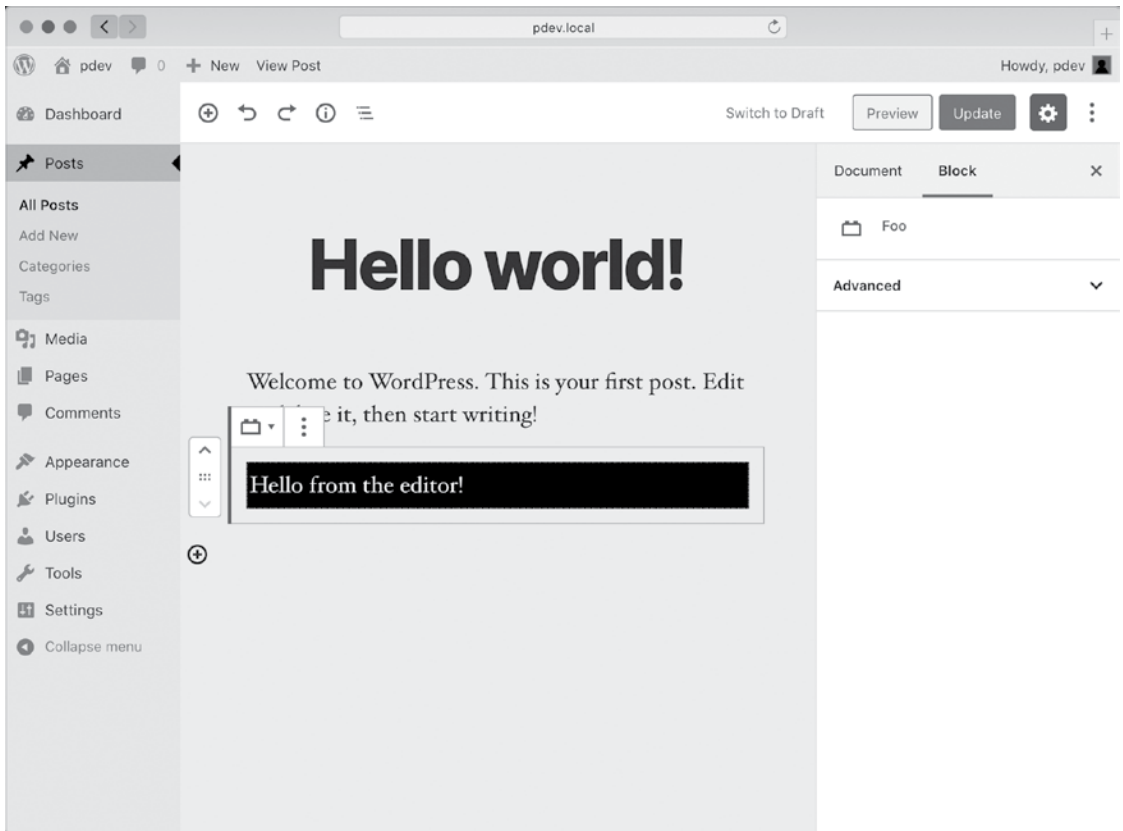 pdev.local
pdev 0 New View Post Howdy, pdev
Dashboard
Switch to Draft Preview Update
Posts
Document Block
All Posts
Add New
Categories
Tags
Foo
Advanced
Hello world!
Media
Pages
Comments
Appearance
Plugins
Users
Tools
Settings
Collapse menu
Welcome to WordPress. This is your first post. Edit
it, then start writing!
Hello from the editor!